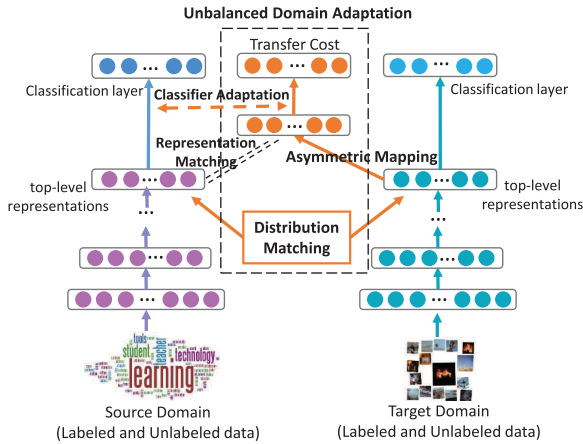 Unbalanced Domain Adaptation
Transfer Cost
Classification layer
Classification layer
Classifier Adaptation
Representation
Matching
Asymmetric Mapping
top-level
representations
top-level
representations
Distribution
Matching
tools
student
teacher
technology
learning
Source Domain
(Labeled and Unlabeled data)
Target Domain
(Labeled and Unlabeled data)